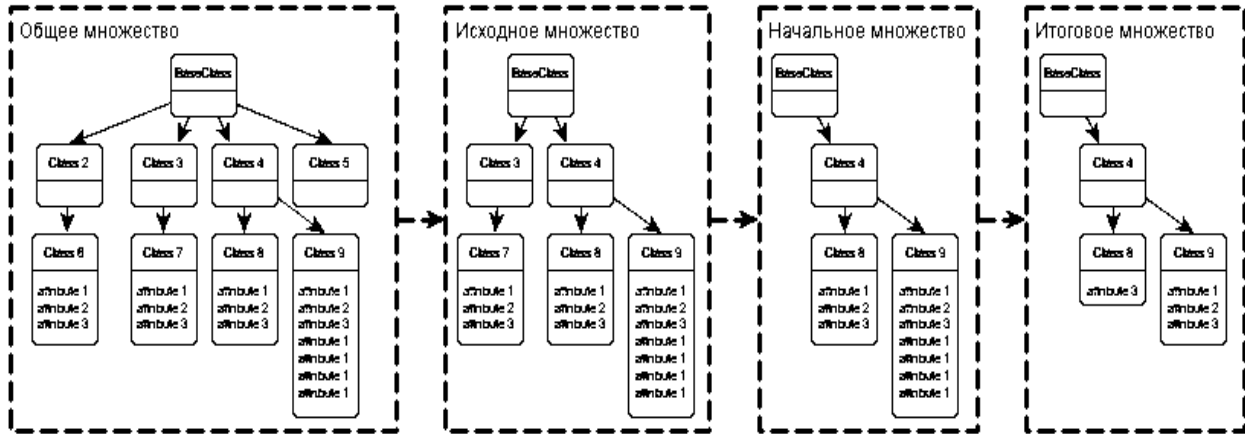 Общее множество
BaseClass
Class 2
Class 3
Class 4
Class 5
Class 6
attribute 1
attribute 2
attribute 3
Class 7
attribute 1
attribute 2
attribute 3
Class 8
attribute 1
attribute 2
attribute 3
Class 9
attribute 1
attribute 2
attribute 3
attribute 1
attribute 1
attribute 1
attribute 1
Исходное множество
BaseClass
Class 3
Class 4
Class 7
attribute 1
attribute 2
attribute 3
Class 8
attribute 1
attribute 2
attribute 3
Class 9
attribute 1
attribute 2
attribute 3
attribute 1
attribute 1
attribute 1
attribute 1
Начальное множество
BaseClass
Class 4
Class 8
attribute 1
attribute 2
attribute 3
Class 9
attribute 1
attribute 2
attribute 3
attribute 1
attribute 1
attribute 1
attribute 1
Итоговое множество
BaseClass
Class 4
Class 8
attribute 3
Class 9
attribute 1
attribute 2
attribute 3